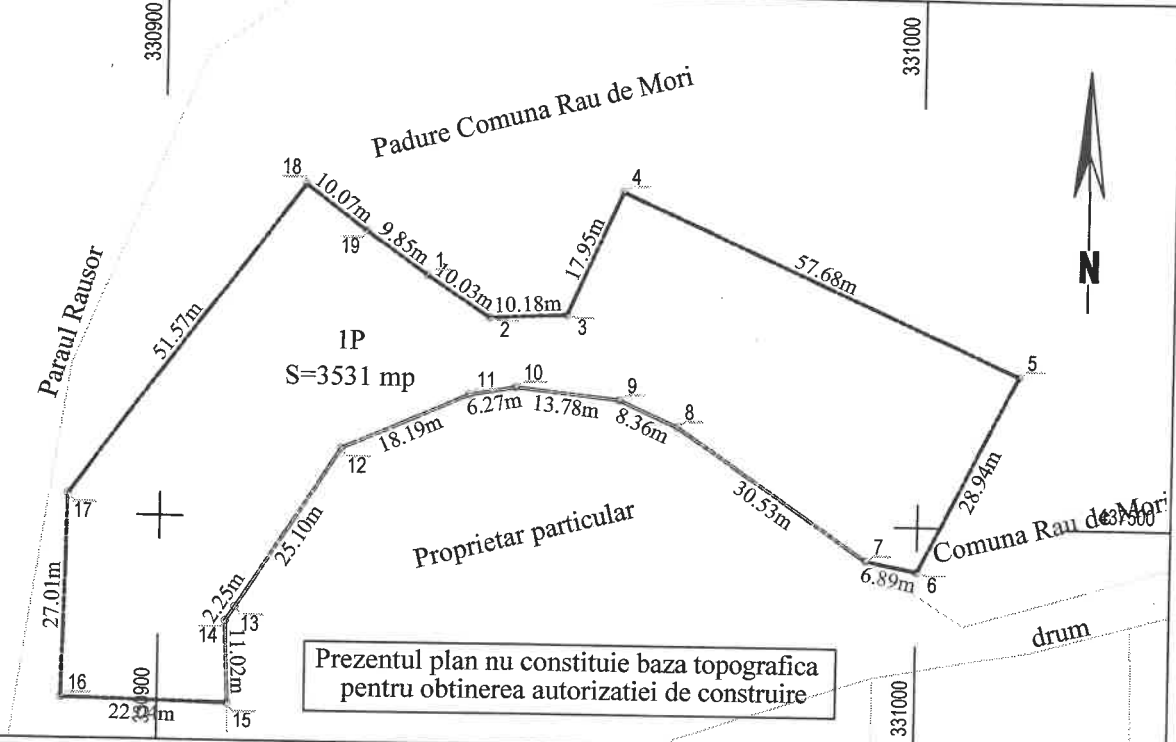 330900
331000
Padure Comuna Rau de Mori
18
10.07m
4
19
9.85m
1
10.03m
17.95m
57.68m
N
10.18m
2
3
Paraul Rausor
51.57m
1P
S=3531 mp
5
11
10
9
6.27m
13.78m
8
8.36m
18.19m
12
28.94m
17
30.53m
437500
25.10m
Proprietar particular
Comuna Rau de Mori
7
6.89m
6
27.01m
2.25m
13
14
drum
11.02m
Prezentul plan nu constituie baza topografica
pentru obtinerea autorizatiei de construire
16
330900
331000
15